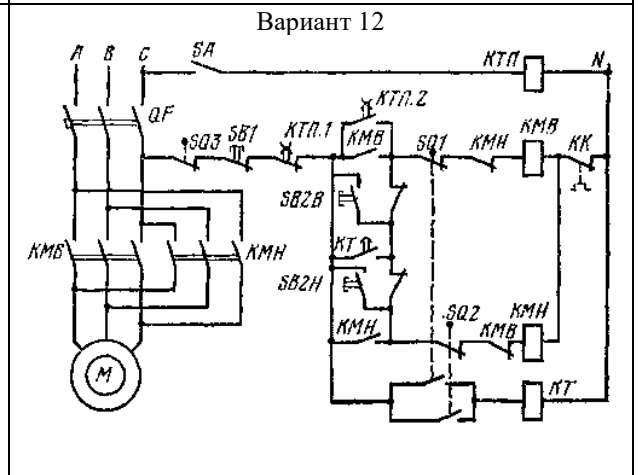 Вариант 12
A B C SA КТП N
QF
SQ3 SB1 КТП.1 КТП.2
КМВ SQ1 КМН КМВ КК
SB2В
КМВ КМН КТ
SB2Н
КМН SQ2 КМВ КМН
М
КТ